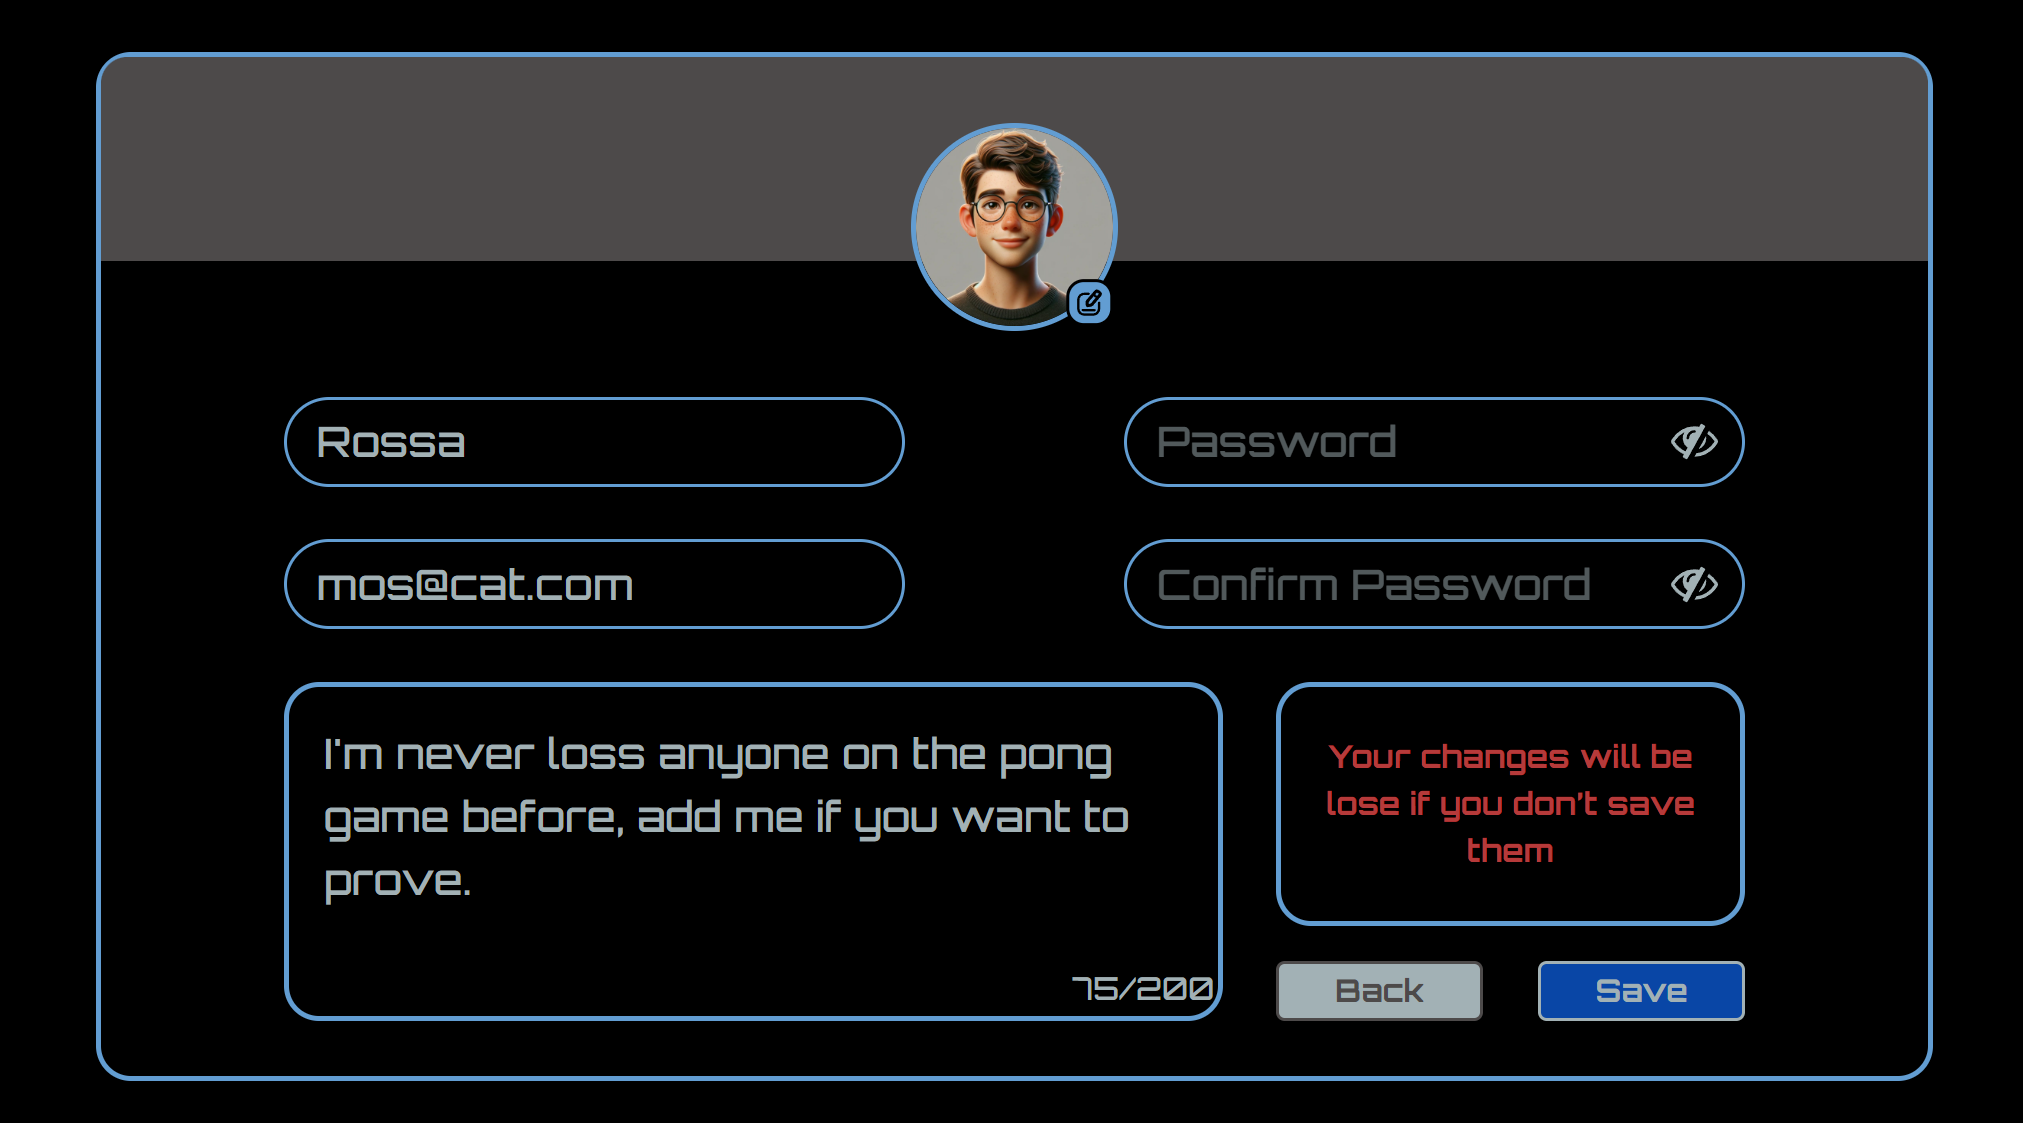 Rossa
Password
mos@cat.com
Confirm Password
I'm never loss anyone on the pong
game before, add me if you want to
prove.
75/200
Your changes will be
lose if you don't save
them
Back
Save